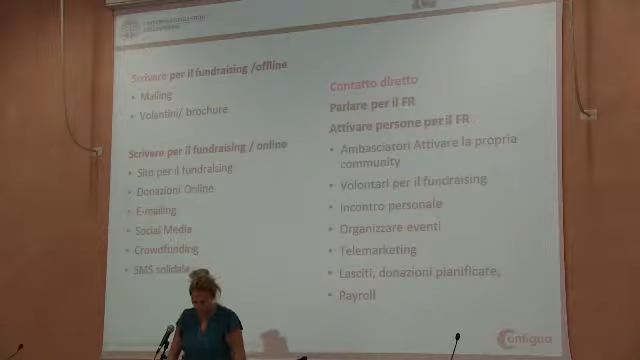 Scrivere per il fundraising /offline
• Mailing
• Volantini/ brochure
Scrivere per il fundraising / online
• Sito per il fundraising
• Donazioni Online
• E-mailing
• Social Media
• Crowdfunding
• SMS solidale
Contatto diretto
Parlare per il FR
Attivare persone per il FR
• Ambasciatori Attivare la propria
community
• Volontari per il fundraising
• Incontro personale
• Organizzare eventi
• Telemarketing
• Lasciti, donazioni pianificate,
• Payroll